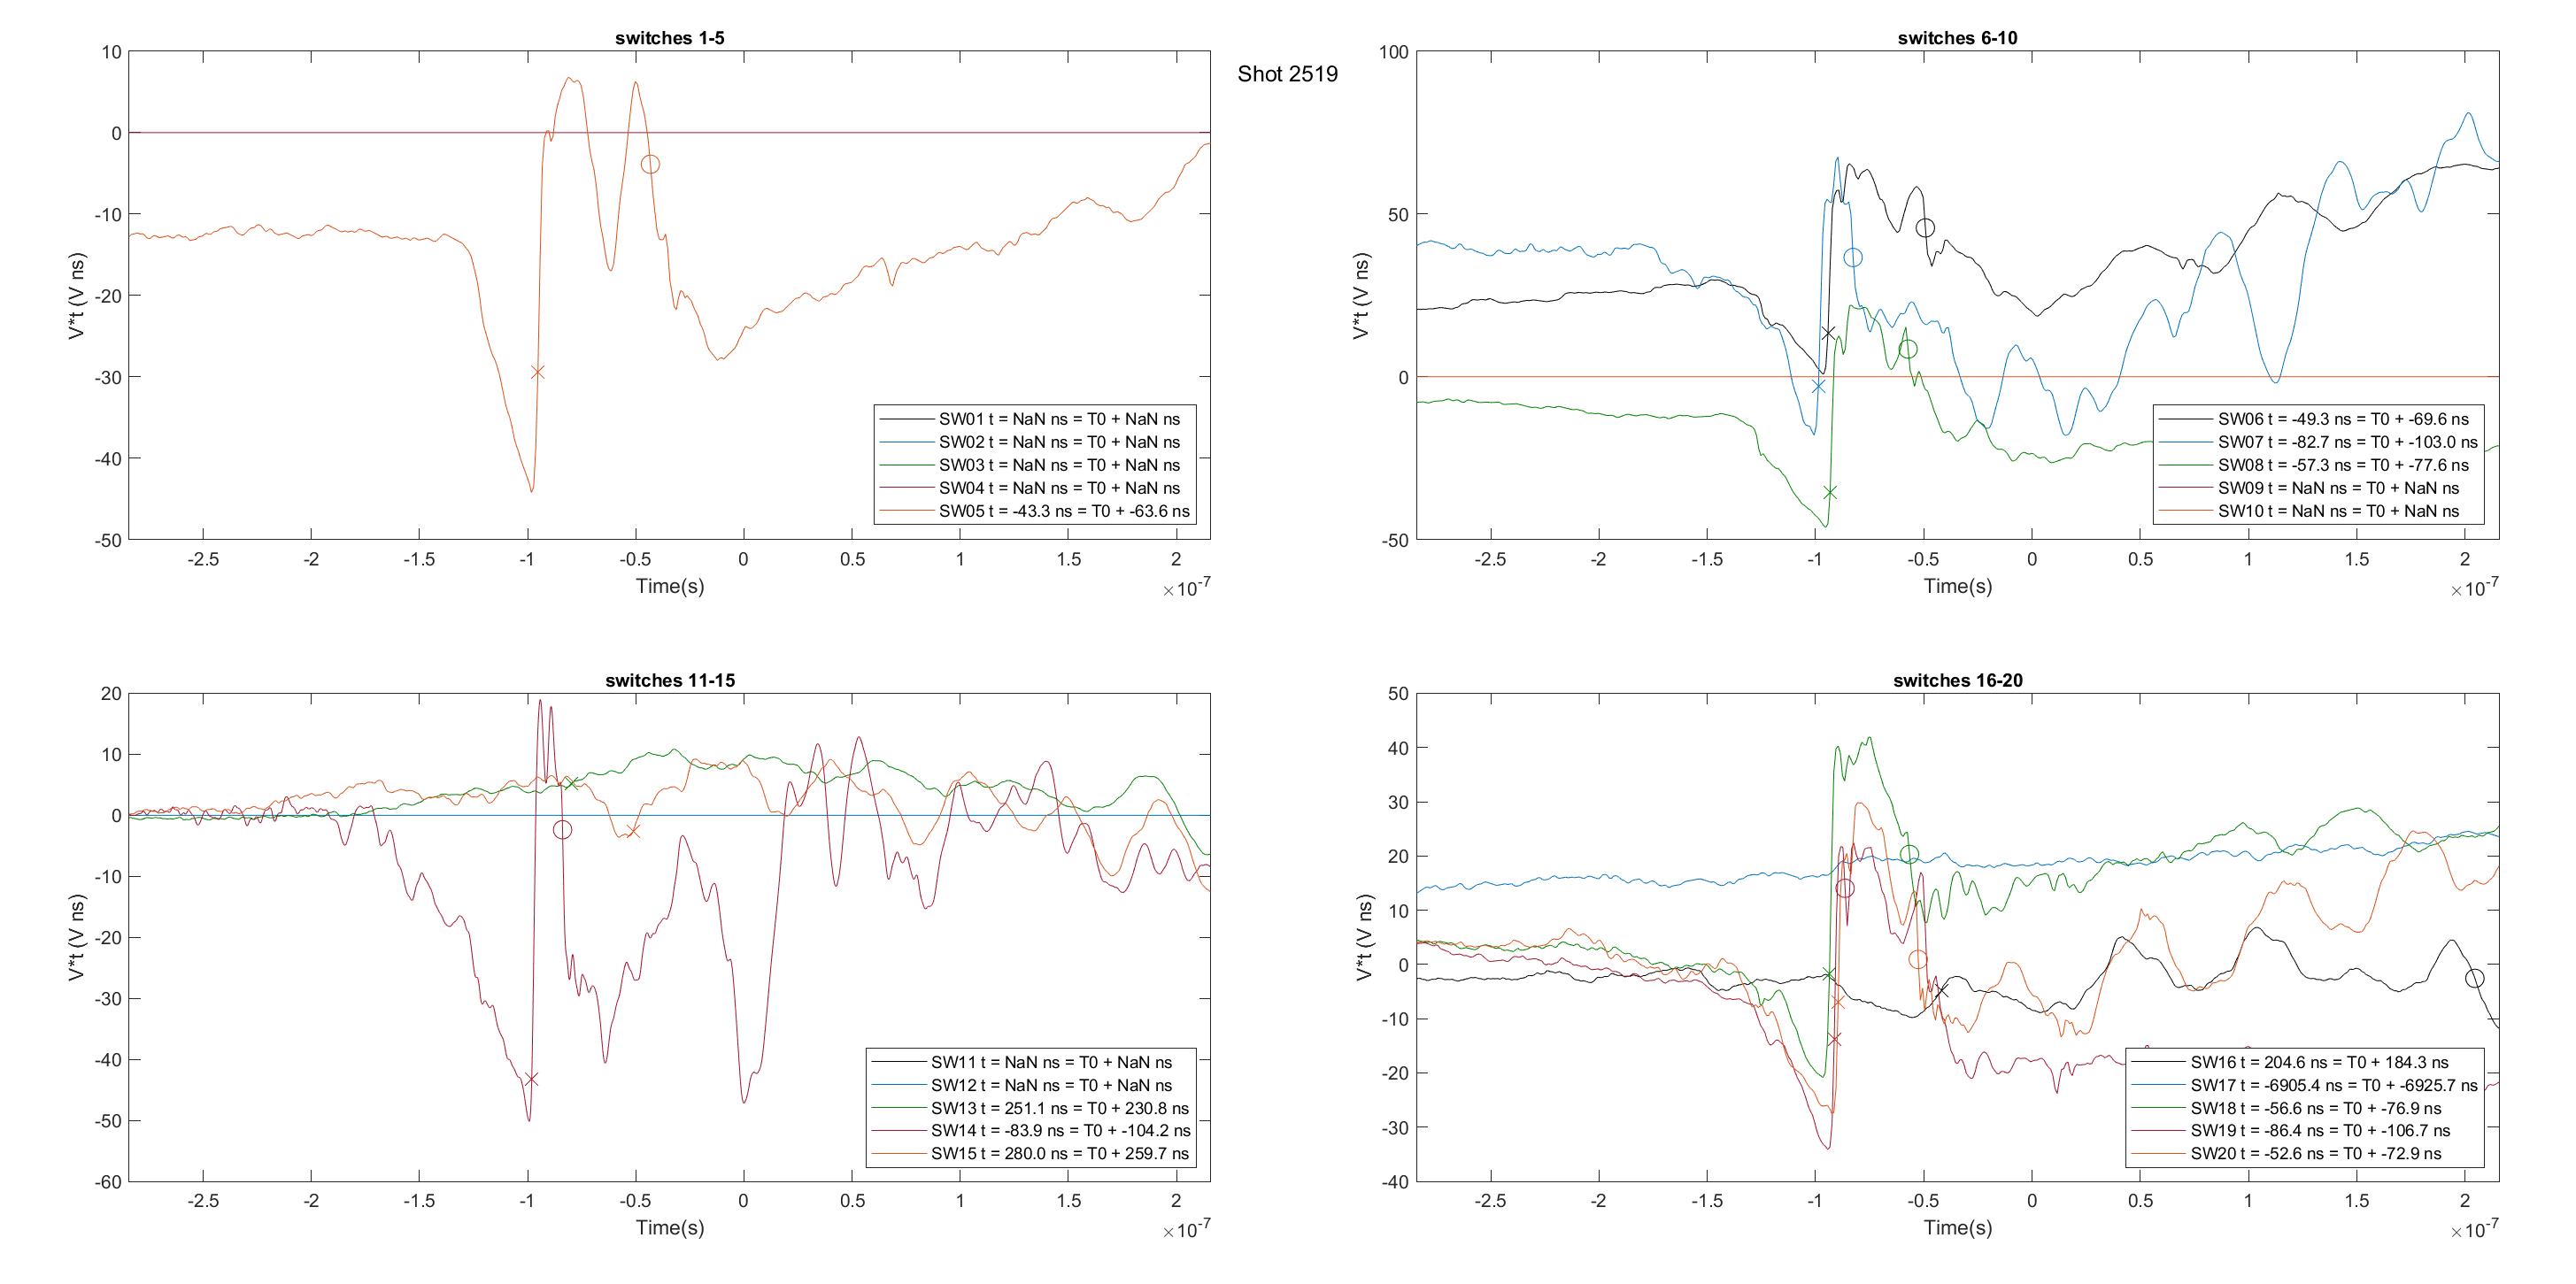 Shot 2519
switches 1-5
10
0
-10
-20
-30
-40
-50
V*t (V ns)
-2.5 -2 -1.5 -1 -0.5 0 0.5 1 1.5 2
Time(s)
×10-7
SW01 t = NaN ns = T0 + NaN ns
SW02 t = NaN ns = T0 + NaN ns
SW03 t = NaN ns = T0 + NaN ns
SW04 t = NaN ns = T0 + NaN ns
SW05 t = -43.3 ns = T0 + -63.6 ns
switches 6-10
100
50
0
-50
V*t (V ns)
-2.5 -2 -1.5 -1 -0.5 0 0.5 1 1.5 2
Time(s)
×10-7
SW06 t = -49.3 ns = T0 + -69.6 ns
SW07 t = -82.7 ns = T0 + -103.0 ns
SW08 t = -57.3 ns = T0 + -77.6 ns
SW09 t = NaN ns = T0 + NaN ns
SW10 t = NaN ns = T0 + NaN ns
switches 11-15
20
10
0
-10
-20
-30
-40
-50
-60
V*t (V ns)
-2.5 -2 -1.5 -1 -0.5 0 0.5 1 1.5 2
Time(s)
×10-7
SW11 t = NaN ns = T0 + NaN ns
SW12 t = NaN ns = T0 + NaN ns
SW13 t = 251.1 ns = T0 + 230.8 ns
SW14 t = -83.9 ns = T0 + -104.2 ns
SW15 t = 280.0 ns = T0 + 259.7 ns
switches 16-20
50
40
30
20
10
0
-10
-20
-30
-40
V*t (V ns)
-2.5 -2 -1.5 -1 -0.5 0 0.5 1 1.5 2
Time(s)
×10-7
SW16 t = 204.6 ns = T0 + 184.3 ns
SW17 t = -6905.4 ns = T0 + -6925.7 ns
SW18 t = -56.6 ns = T0 + -76.9 ns
SW19 t = -86.4 ns = T0 + -106.7 ns
SW20 t = -52.6 ns = T0 + -72.9 ns